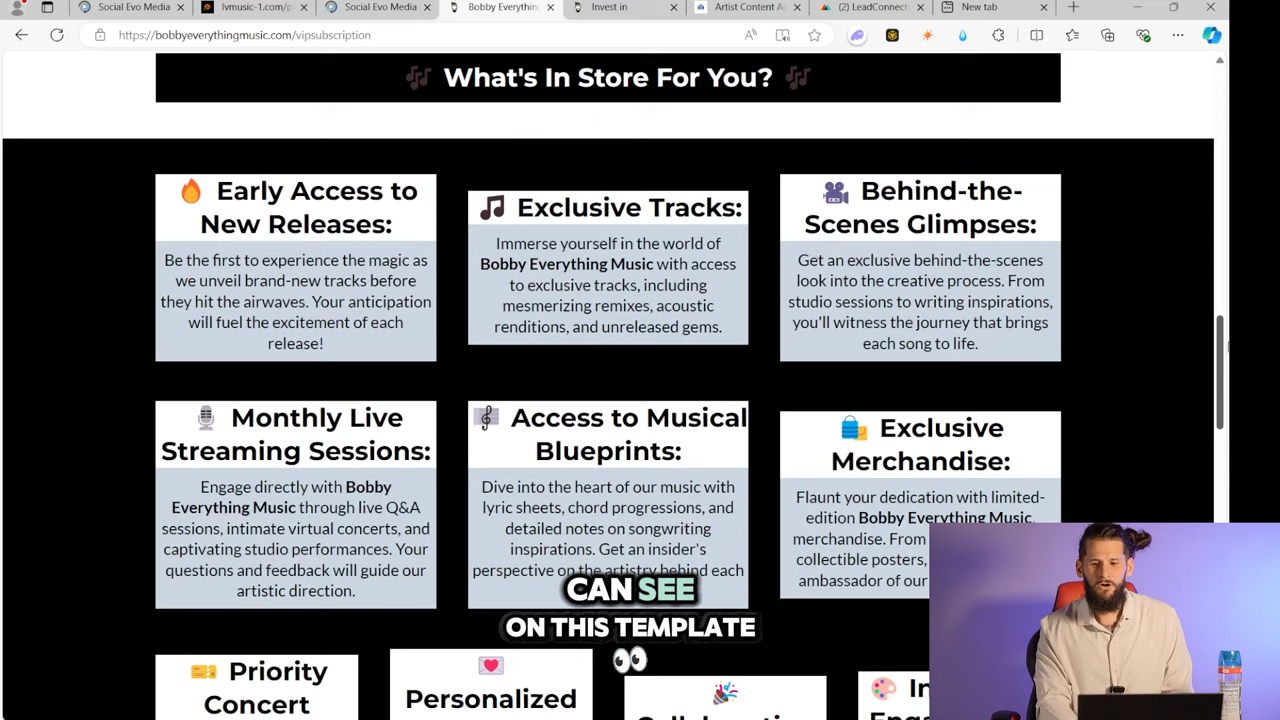 Social Evo Media
lvmusic-1.com/p
Social Evo Media
Bobby Everything
Invest in
Artist Content A
(2) LeadConnect
New tab
https://bobbyeverythingmusic.com/vipsubscription
What's In Store For You?
Early Access to
New Releases:
Be the first to experience the magic as
we unveil brand-new tracks before
they hit the airwaves. Your anticipation
will fuel the excitement of each
release!
Exclusive Tracks:
Immerse yourself in the world of
Bobby Everything Music with access
to exclusive tracks, including
mesmerizing remixes, acoustic
renditions, and unreleased gems.
Behind-the-
Scenes Glimpses:
Get an exclusive behind-the-scenes
look into the creative process. From
studio sessions to writing inspirations,
you'll witness the journey that brings
each song to life.
Monthly Live
Streaming Sessions:
Engage directly with Bobby
Everything Music through live Q&A
sessions, intimate virtual concerts, and
captivating studio performances. Your
questions and feedback will guide our
artistic direction.
Access to Musical
Blueprints:
Dive into the heart of our music with
lyric sheets, chord progressions, and
detailed notes on songwriting
inspirations. Get an insider's
perspective on the artistry behind each
Exclusive
Merchandise:
Flaunt your dedication with limited-
edition Bobby Everything Music
merchandise. From
collectible posters,
ambassador of our
CAN SEE
ON THIS TEMPLATE
Priority
Concert
Personalized